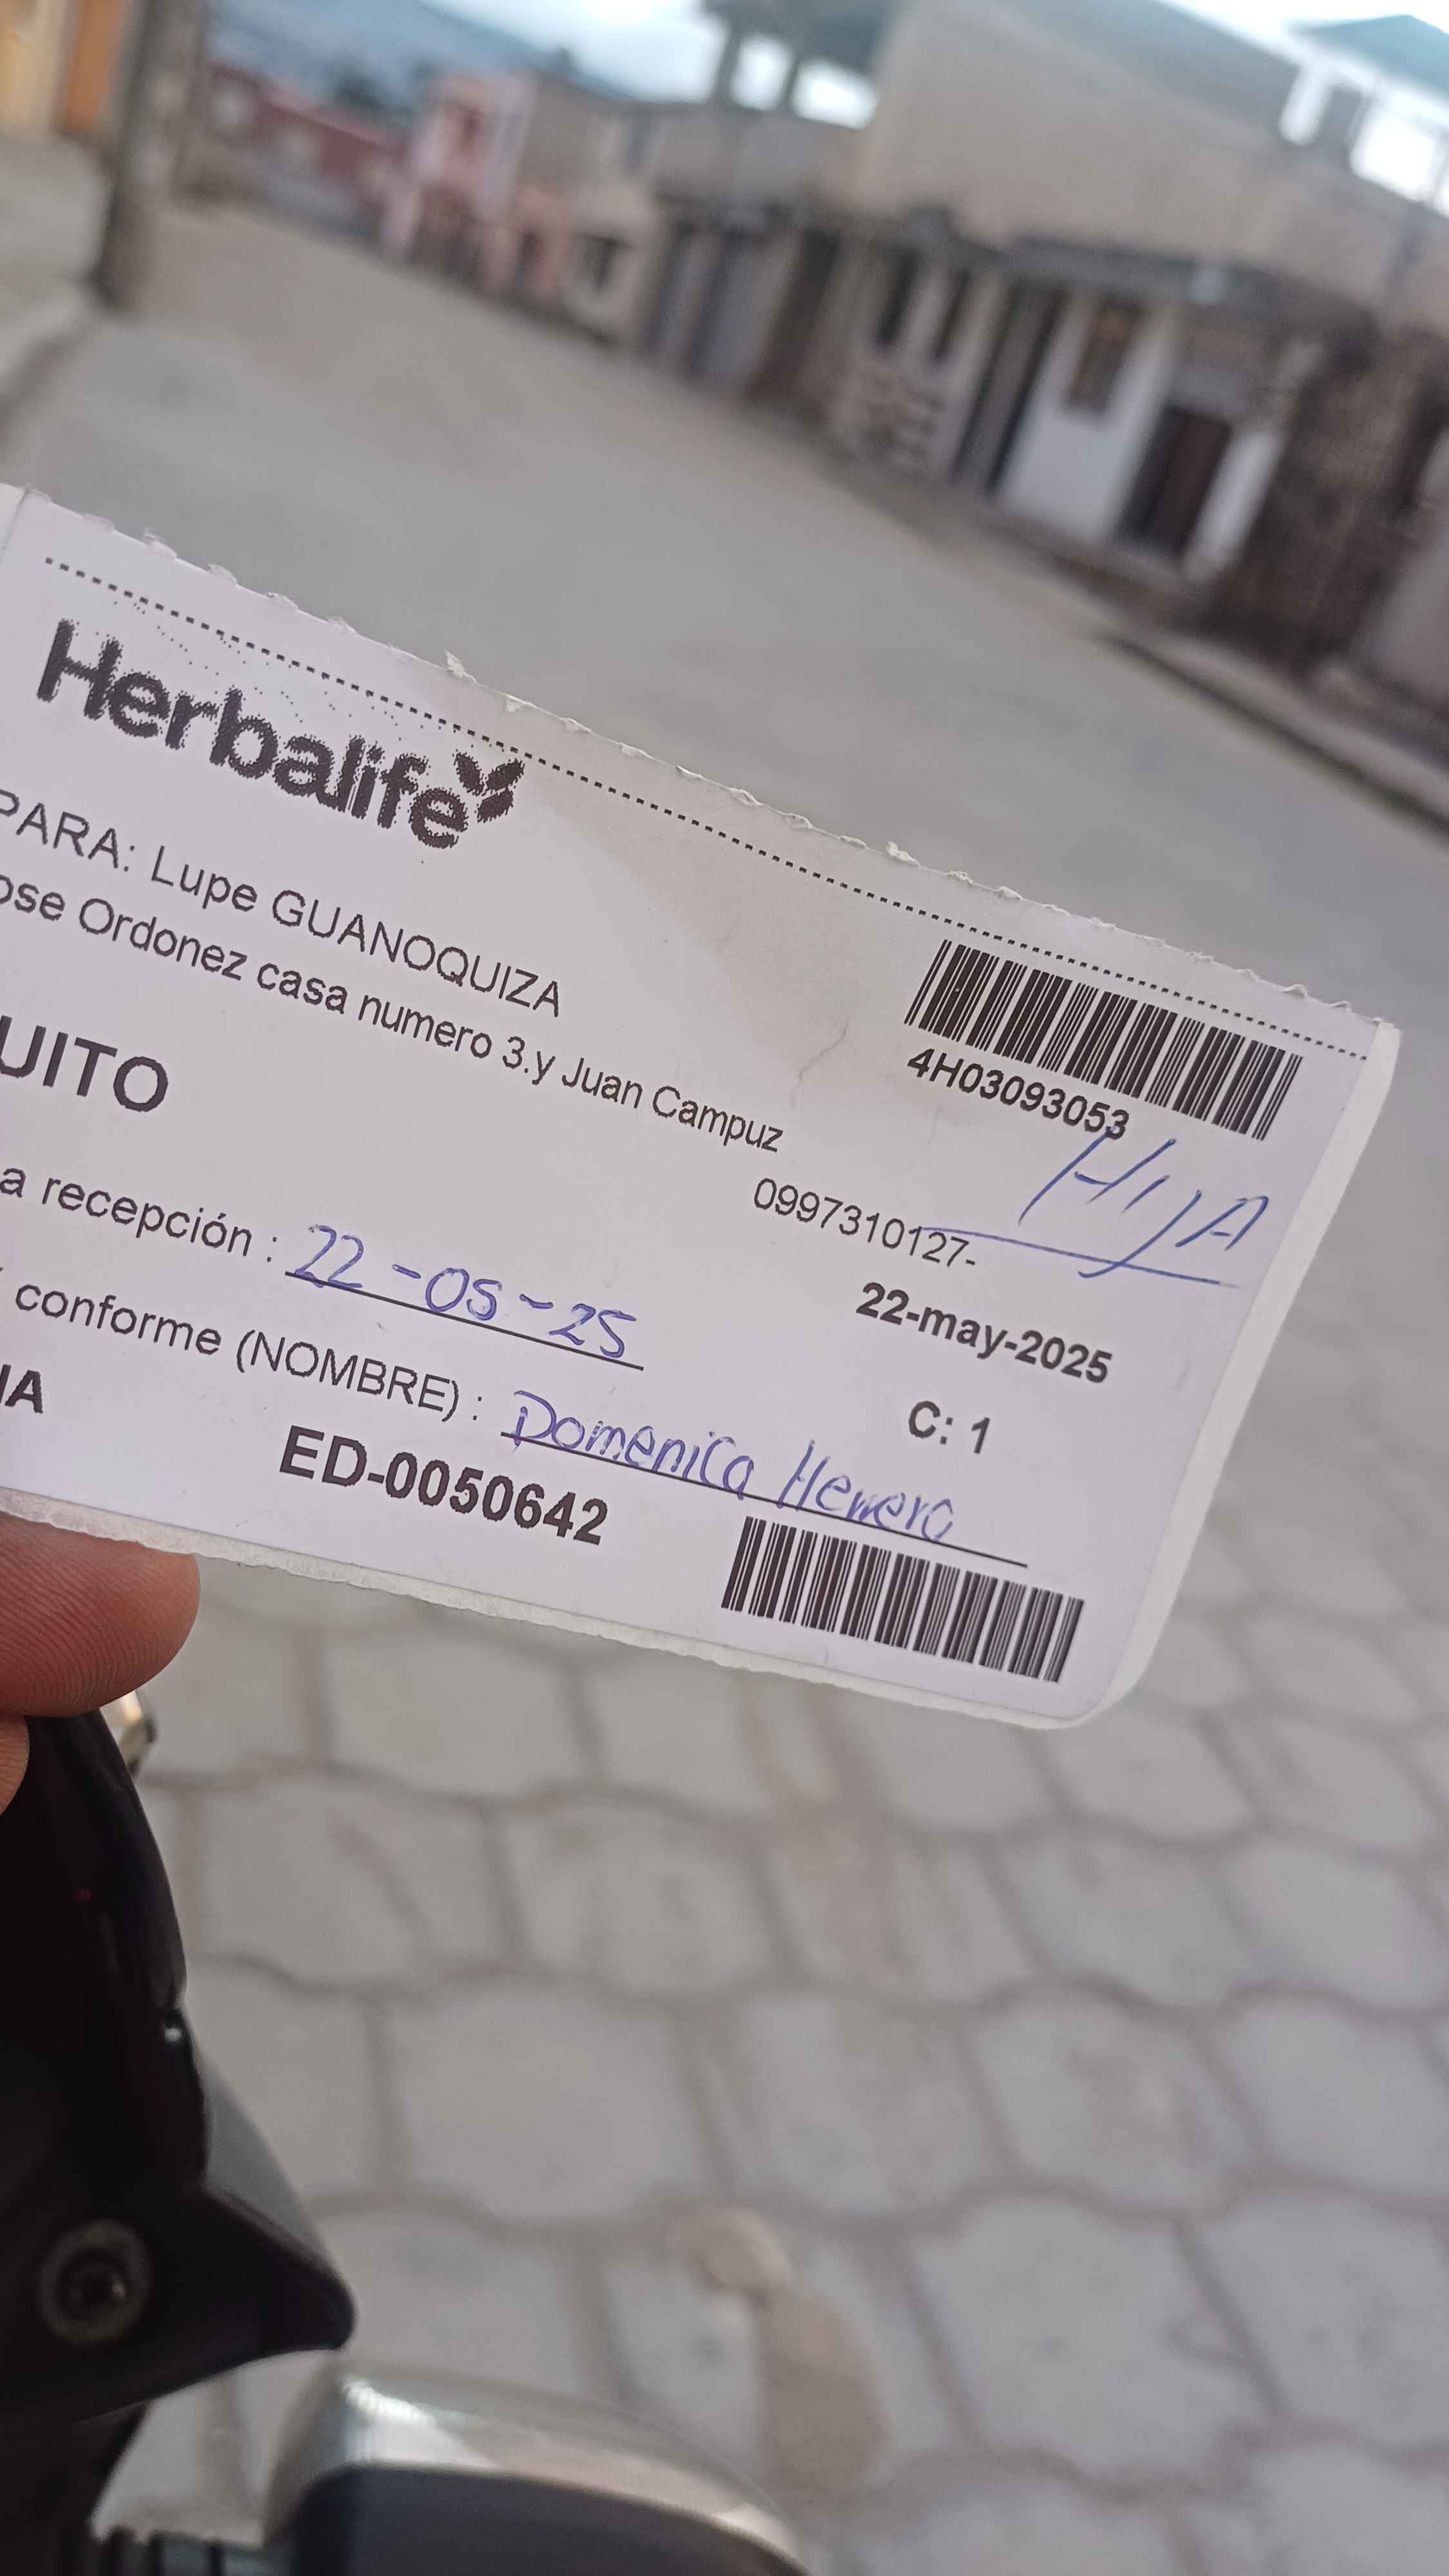 Herbalife
PARA: Lupe GUANOQUIZA
ose Ordonez casa numero 3.y Juan Campuz
4H03093053
HIJA
UITO
0997310127-
a recepción : 22-05-25
22-may-2025
conforme (NOMBRE) : Domenica Herrera
C: 1
IA
ED-0050642